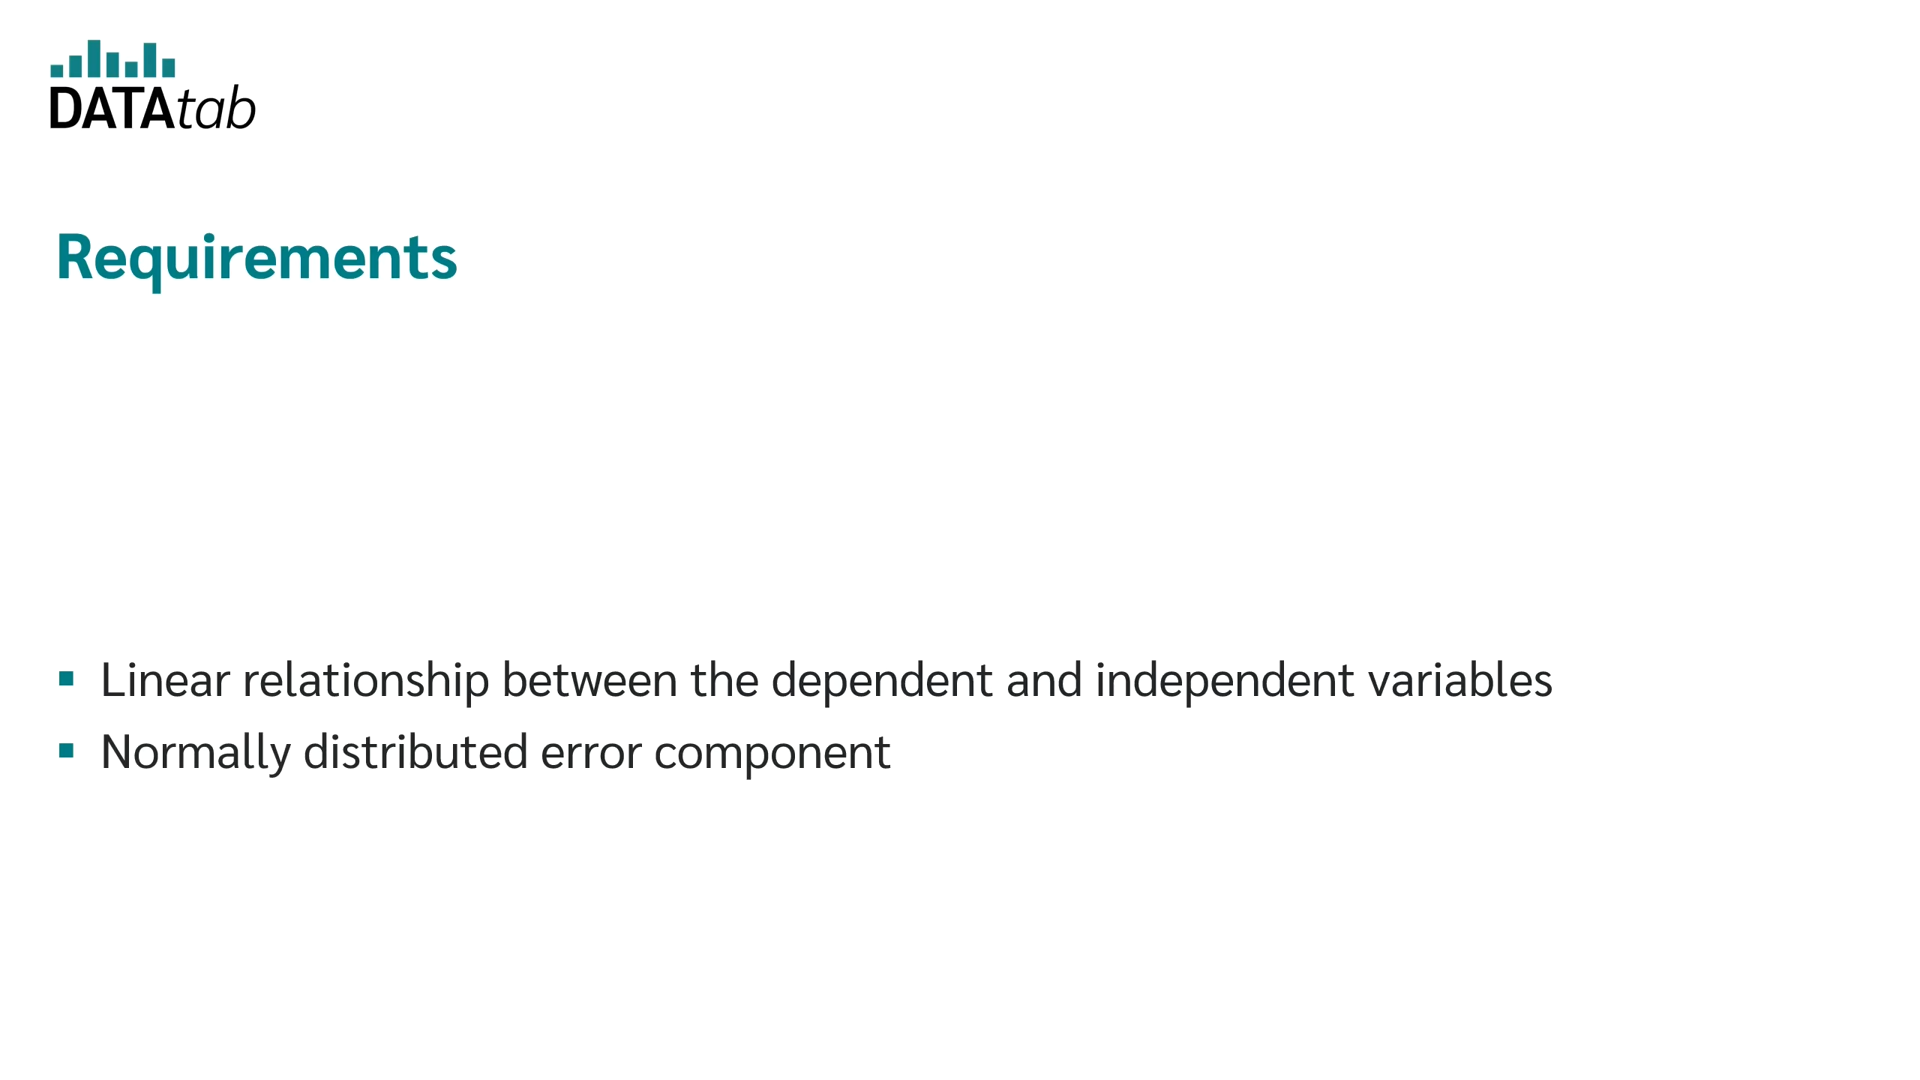 DATAtab
Requirements
▪ Linear relationship between the dependent and independent variables
▪ Normally distributed error component